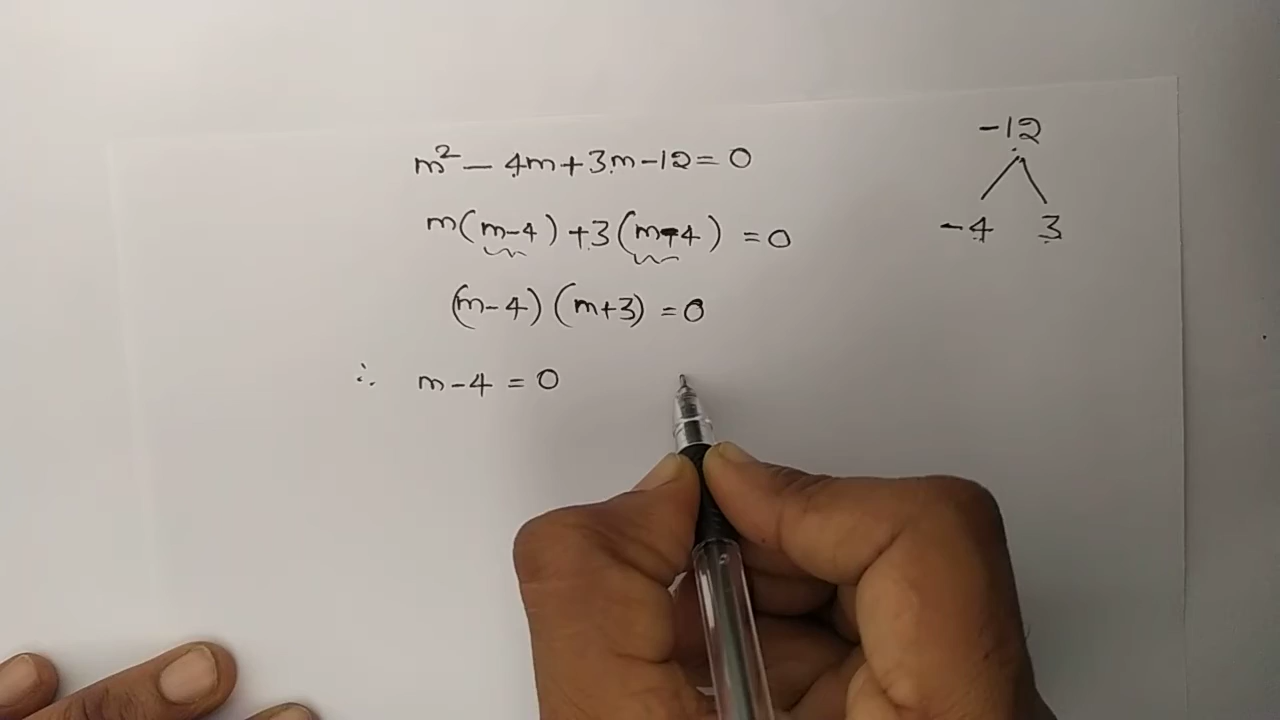 m² - 4m + 3m - 12 = 0
m(m-4) + 3(m-4) = 0
(m-4)(m+3) = 0
∴ m - 4 = 0
-12
-4 3